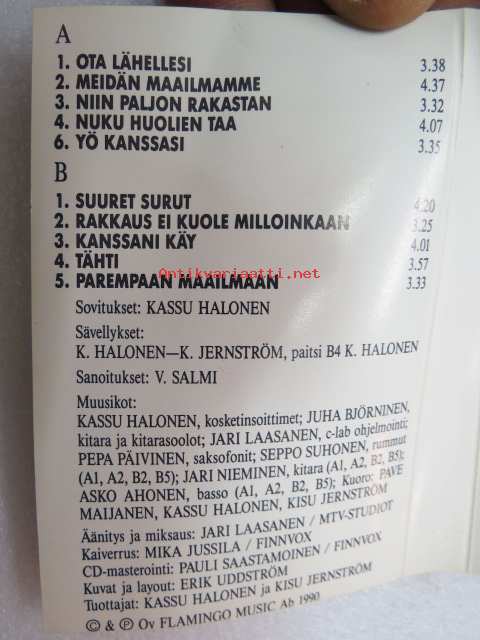 A
1. OTA LÄHELLESI 3.38
2. MEIDÄN MAAILMAMME 4.37
3. NIIN PALJON RAKASTAN 3.32
4. NUKU HUOLIEN TAA 4.07
6. YÖ KANSSASI 3.35
B
1. SUURET SURUT 4.20
2. RAKKAUS EI KUOLE MILLOINKAAN 3.25
3. KANSSANI KÄY 4.01
4. TÄHTI 3.57
Antikvariaatti.net
5. PAREMPAAN MAAILMAAN 3.33
Sovitukset: KASSU HALONEN
Sävellykset:
K. HALONEN—K. JERNSTRÖM, paitsi B4 K. HALONEN
Sanoitukset: V. SALMI
Muusikot:
KASSU HALONEN, kosketinsoittimet; JUHA BJÖRNINEN,
kitara ja kitarasoolot; JARI LAASANEN, c-lab ohjelmointi;
PEPA PÄIVINEN, saksofonit; SEPPO SUHONEN, rummut
(A1, A2, B2, B5); JARI NIEMINEN, kitara (A1, A2, B2, B5);
ASKO AHONEN, basso (A1, A2, B2, B5); Kuoro: PAVE
MAIJANEN, KASSU HALONEN, KISU JERNSTRÖM
Äänitys ja miksaus: JARI LAASANEN / MTV-STUDIOT
Kaiverrus: MIKA JUSSILA / FINNVOX
CD-masterointi: PAULI SAASTAMOINEN / FINNVOX
Kuvat ja layout: ERIK UDDSTRÖM
Tuottajat: KASSU HALONEN ja KISU JERNSTRÖM
© & ℗ Oy FLAMINGO MUSIC Ab 1990